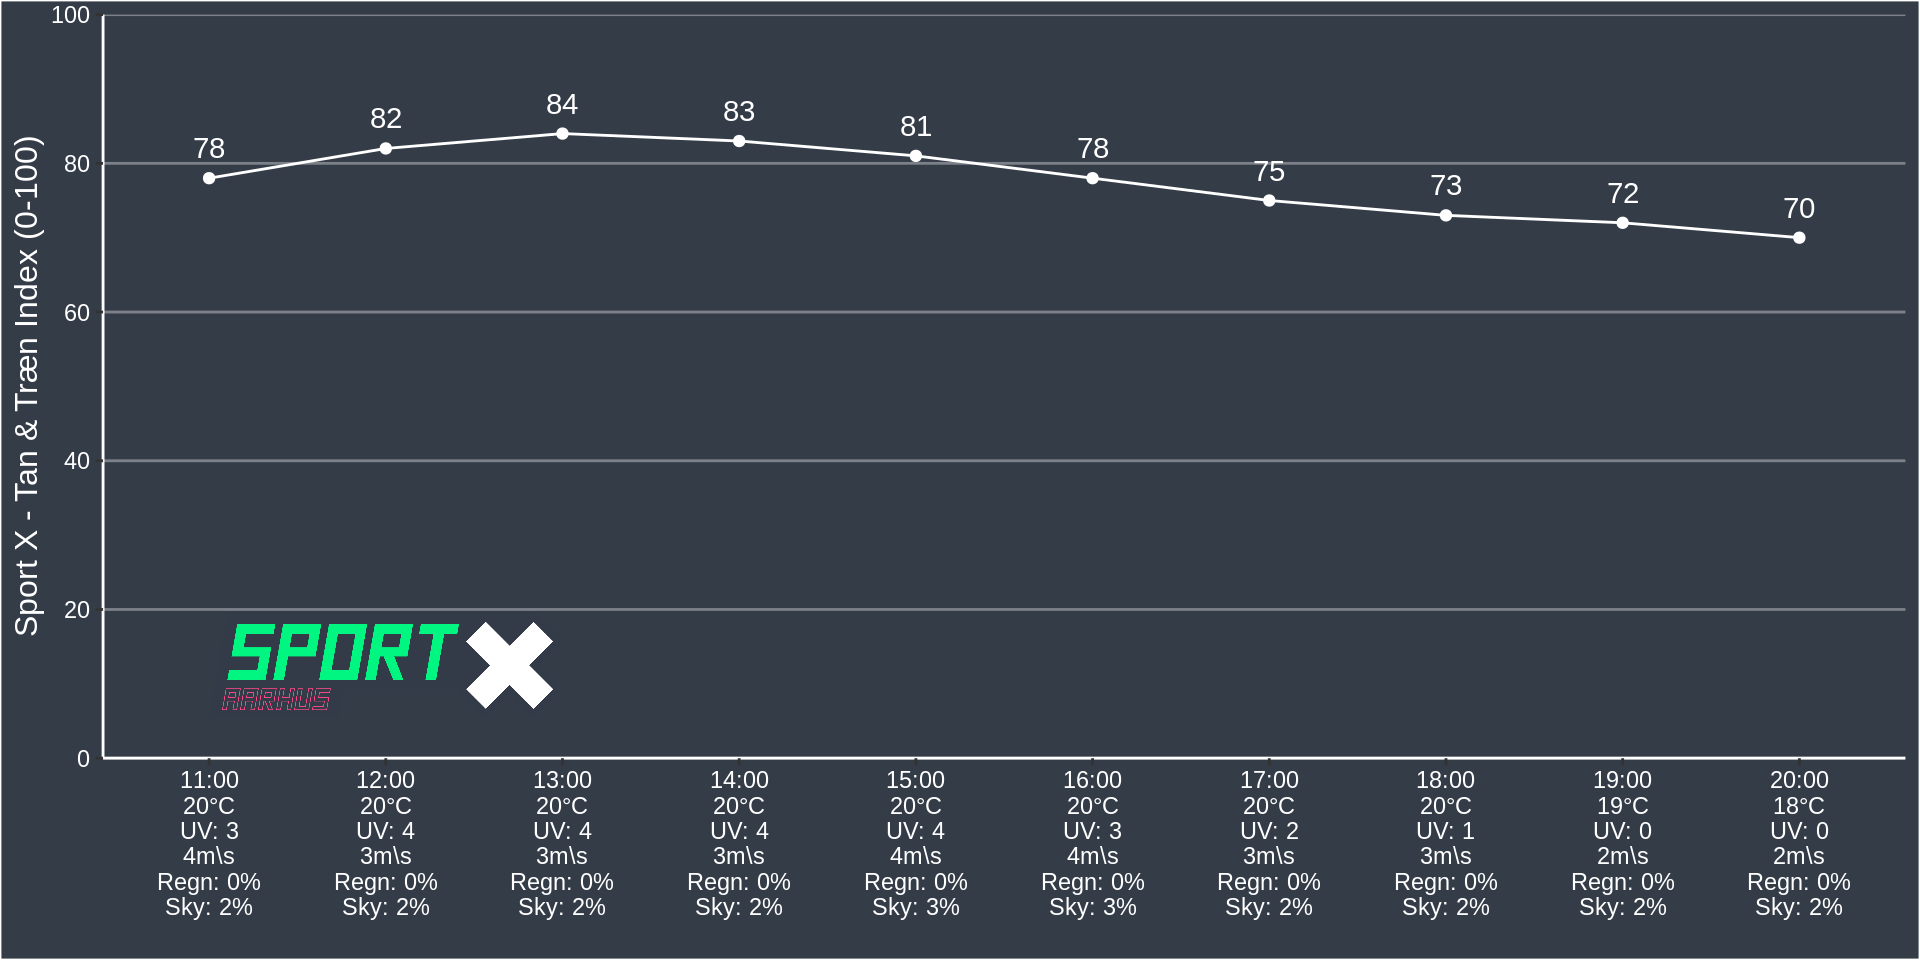 Sport X - Tan & Træn Index (0-100)
100
80
60
40
20
0
78
82
84
83
81
78
75
73
72
70
SPORT X
AARHUS
11:00
20°C
UV: 3
4m\s
Regn: 0%
Sky: 2%
12:00
20°C
UV: 4
3m\s
Regn: 0%
Sky: 2%
13:00
20°C
UV: 4
3m\s
Regn: 0%
Sky: 2%
14:00
20°C
UV: 4
3m\s
Regn: 0%
Sky: 2%
15:00
20°C
UV: 4
4m\s
Regn: 0%
Sky: 3%
16:00
20°C
UV: 3
4m\s
Regn: 0%
Sky: 3%
17:00
20°C
UV: 2
3m\s
Regn: 0%
Sky: 2%
18:00
20°C
UV: 1
3m\s
Regn: 0%
Sky: 2%
19:00
19°C
UV: 0
2m\s
Regn: 0%
Sky: 2%
20:00
18°C
UV: 0
2m\s
Regn: 0%
Sky: 2%